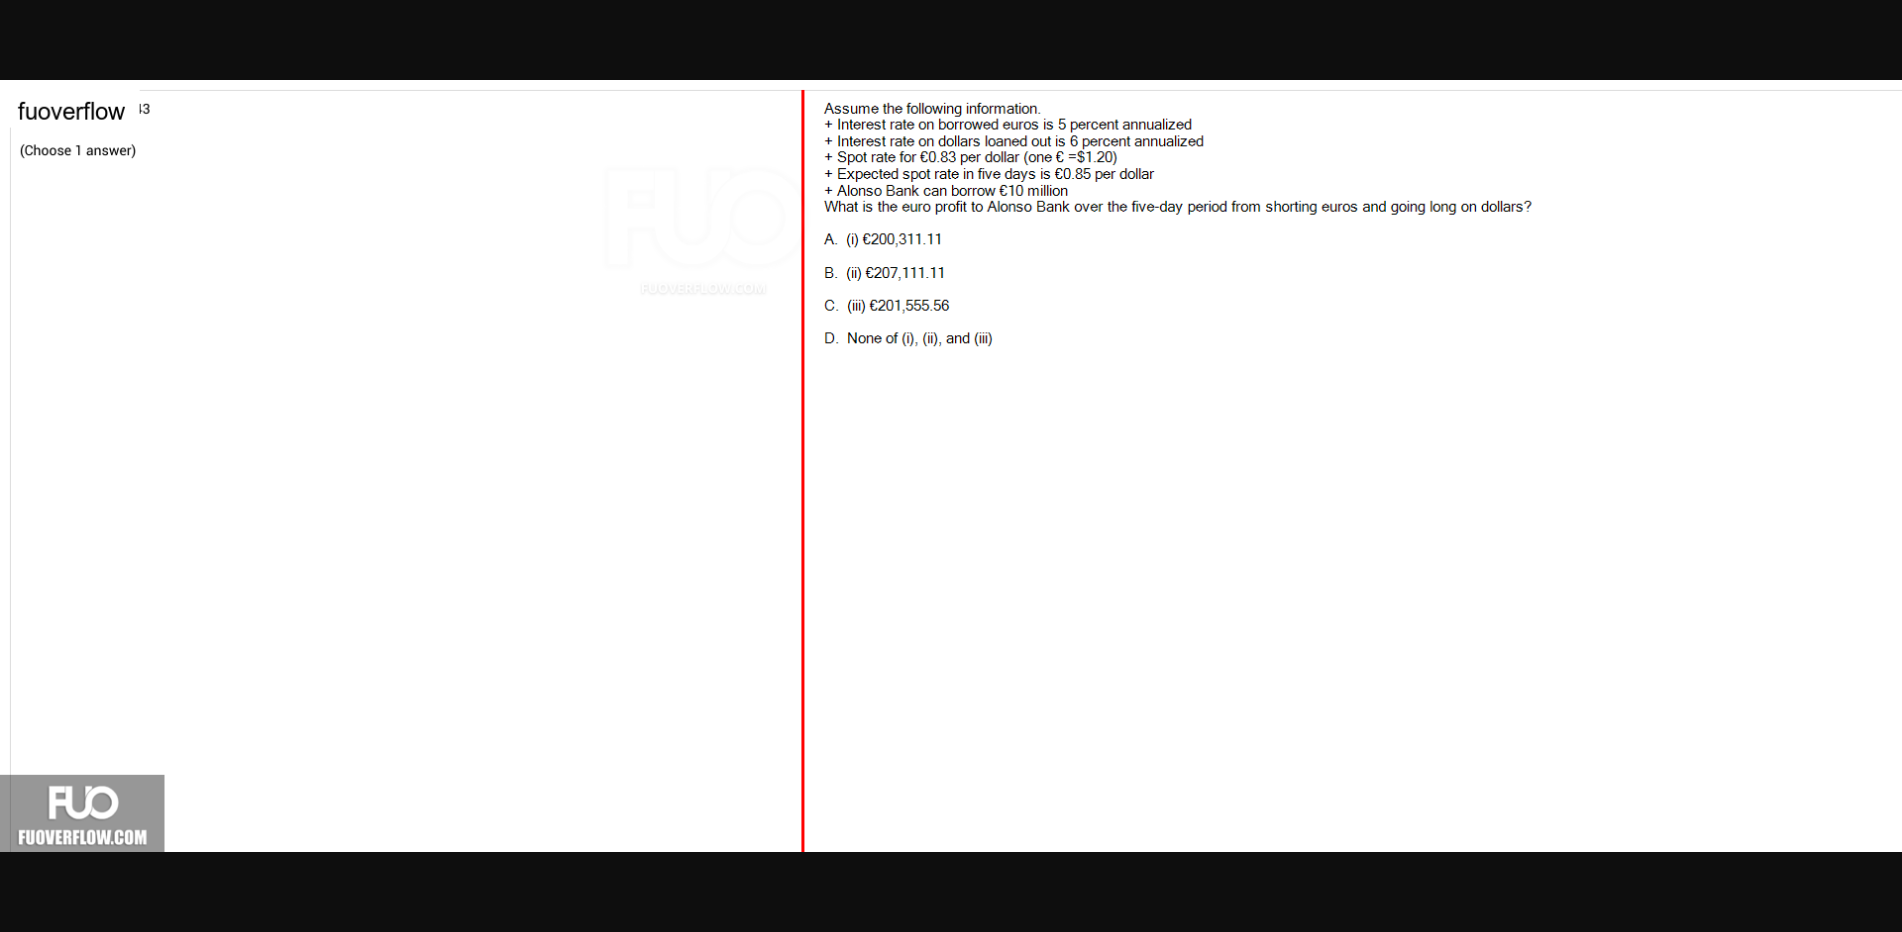 fuoverflow 43
(Choose 1 answer)
FUO
FUOVERFLOW.COM
Assume the following information.
+ Interest rate on borrowed euros is 5 percent annualized
+ Interest rate on dollars loaned out is 6 percent annualized
+ Spot rate for €0.83 per dollar (one € =$1.20)
+ Expected spot rate in five days is €0.85 per dollar
+ Alonso Bank can borrow €10 million
What is the euro profit to Alonso Bank over the five-day period from shorting euros and going long on dollars?
A. (i) €200,311.11
B. (ii) €207,111.11
C. (iii) €201,555.56
D. None of (i), (ii), and (iii)
FUO
FUOVERFLOW.COM